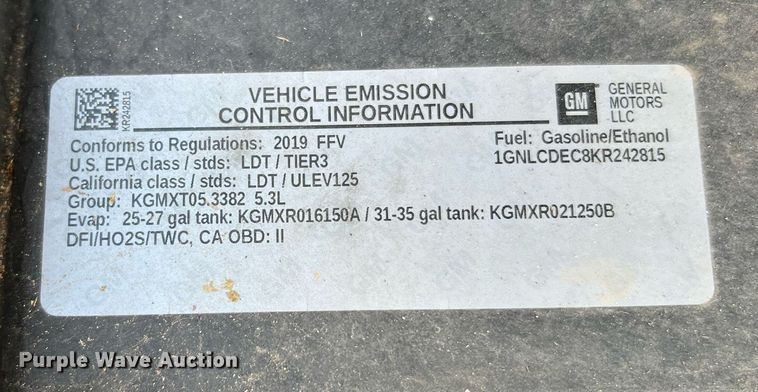 KR242815
VEHICLE EMISSION
CONTROL INFORMATION
GM
GENERAL
MOTORS
LLC
Conforms to Regulations: 2019 FFV
Fuel: Gasoline/Ethanol
U.S. EPA class / stds: LDT / TIER3
1GNLCDEC8KR242815
California class / stds: LDT / ULEV125
Group: KGMXT05.3382 5.3L
Evap: 25-27 gal tank: KGMXR016150A / 31-35 gal tank: KGMXR021250B
DFI/HO2S/TWC, CA OBD: II
Purple Wave Auction